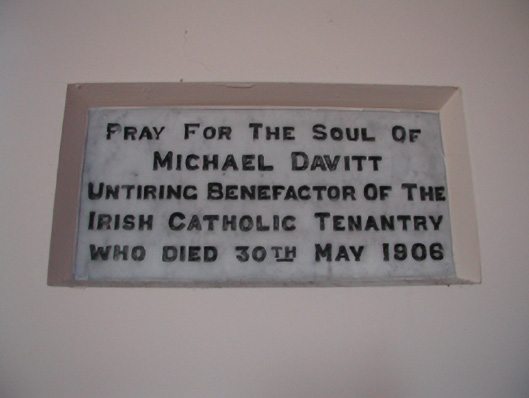 PRAY FOR THE SOUL OF
MICHAEL DAVITT
UNTIRING BENEFACTOR OF THE
IRISH CATHOLIC TENANTRY
WHO DIED 30TH MAY 1906